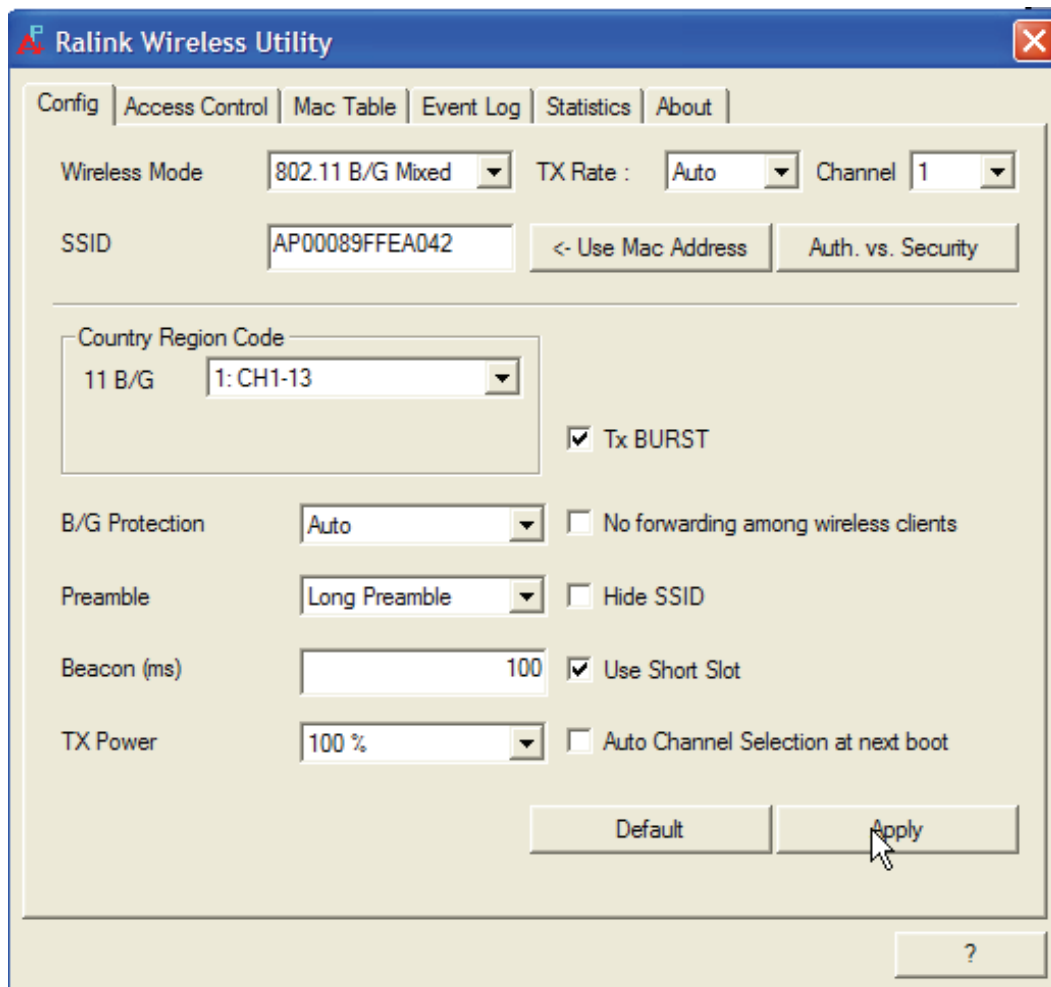 Ralink Wireless Utility
Config Access Control Mac Table Event Log Statistics About
Wireless Mode 802.11 B/G Mixed TX Rate : Auto Channel 1
SSID AP00089FFEA042 <- Use Mac Address Auth. vs. Security
Country Region Code
11 B/G 1: CH1-13
Tx BURST
B/G Protection Auto No forwarding among wireless clients
Preamble Long Preamble Hide SSID
Beacon (ms) 100 Use Short Slot
TX Power 100 % Auto Channel Selection at next boot
Default Apply
?